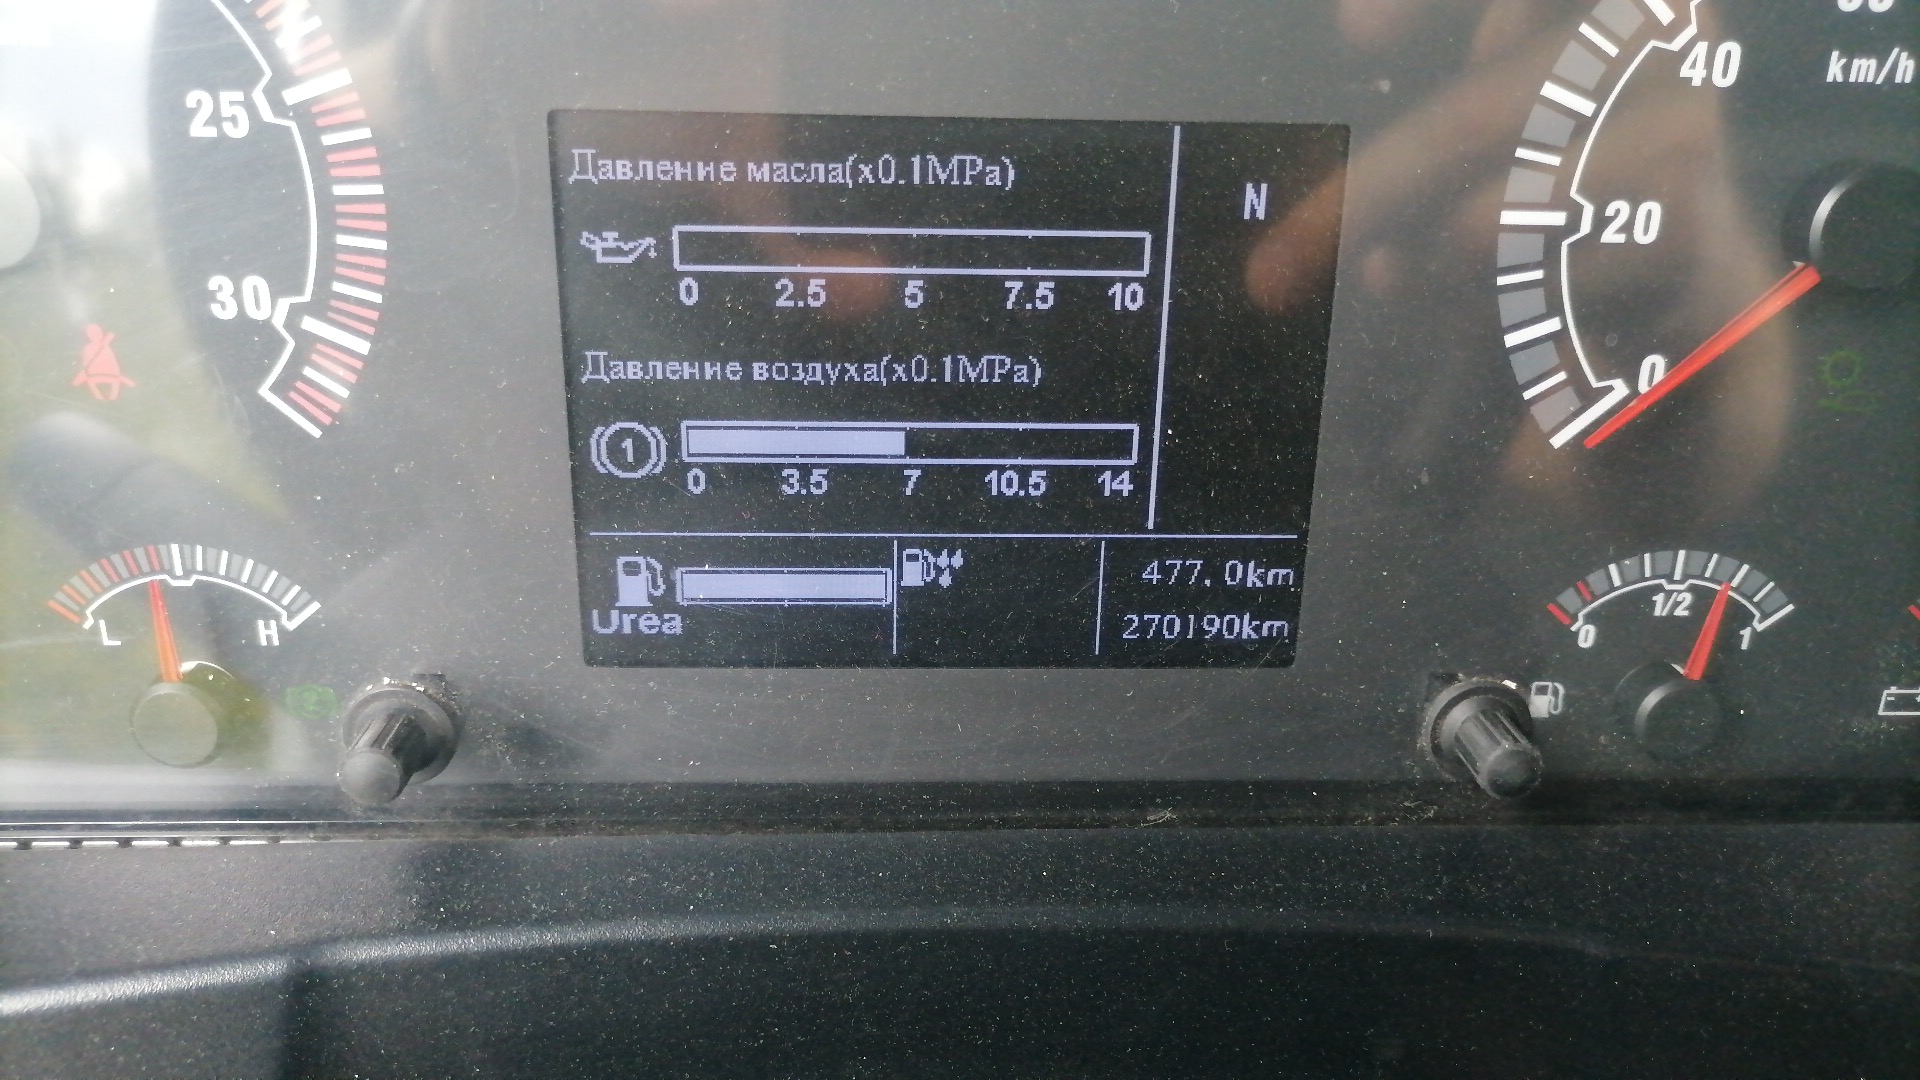 25
30
Давление масла(x0.1MPa)
0 2.5 5 7.5 10
N
Давление воздуха(x0.1MPa)
1
0 3.5 7 10.5 14
Urea
477.0km
270190km
40
km/h
20
0
L H
0 1/2 1